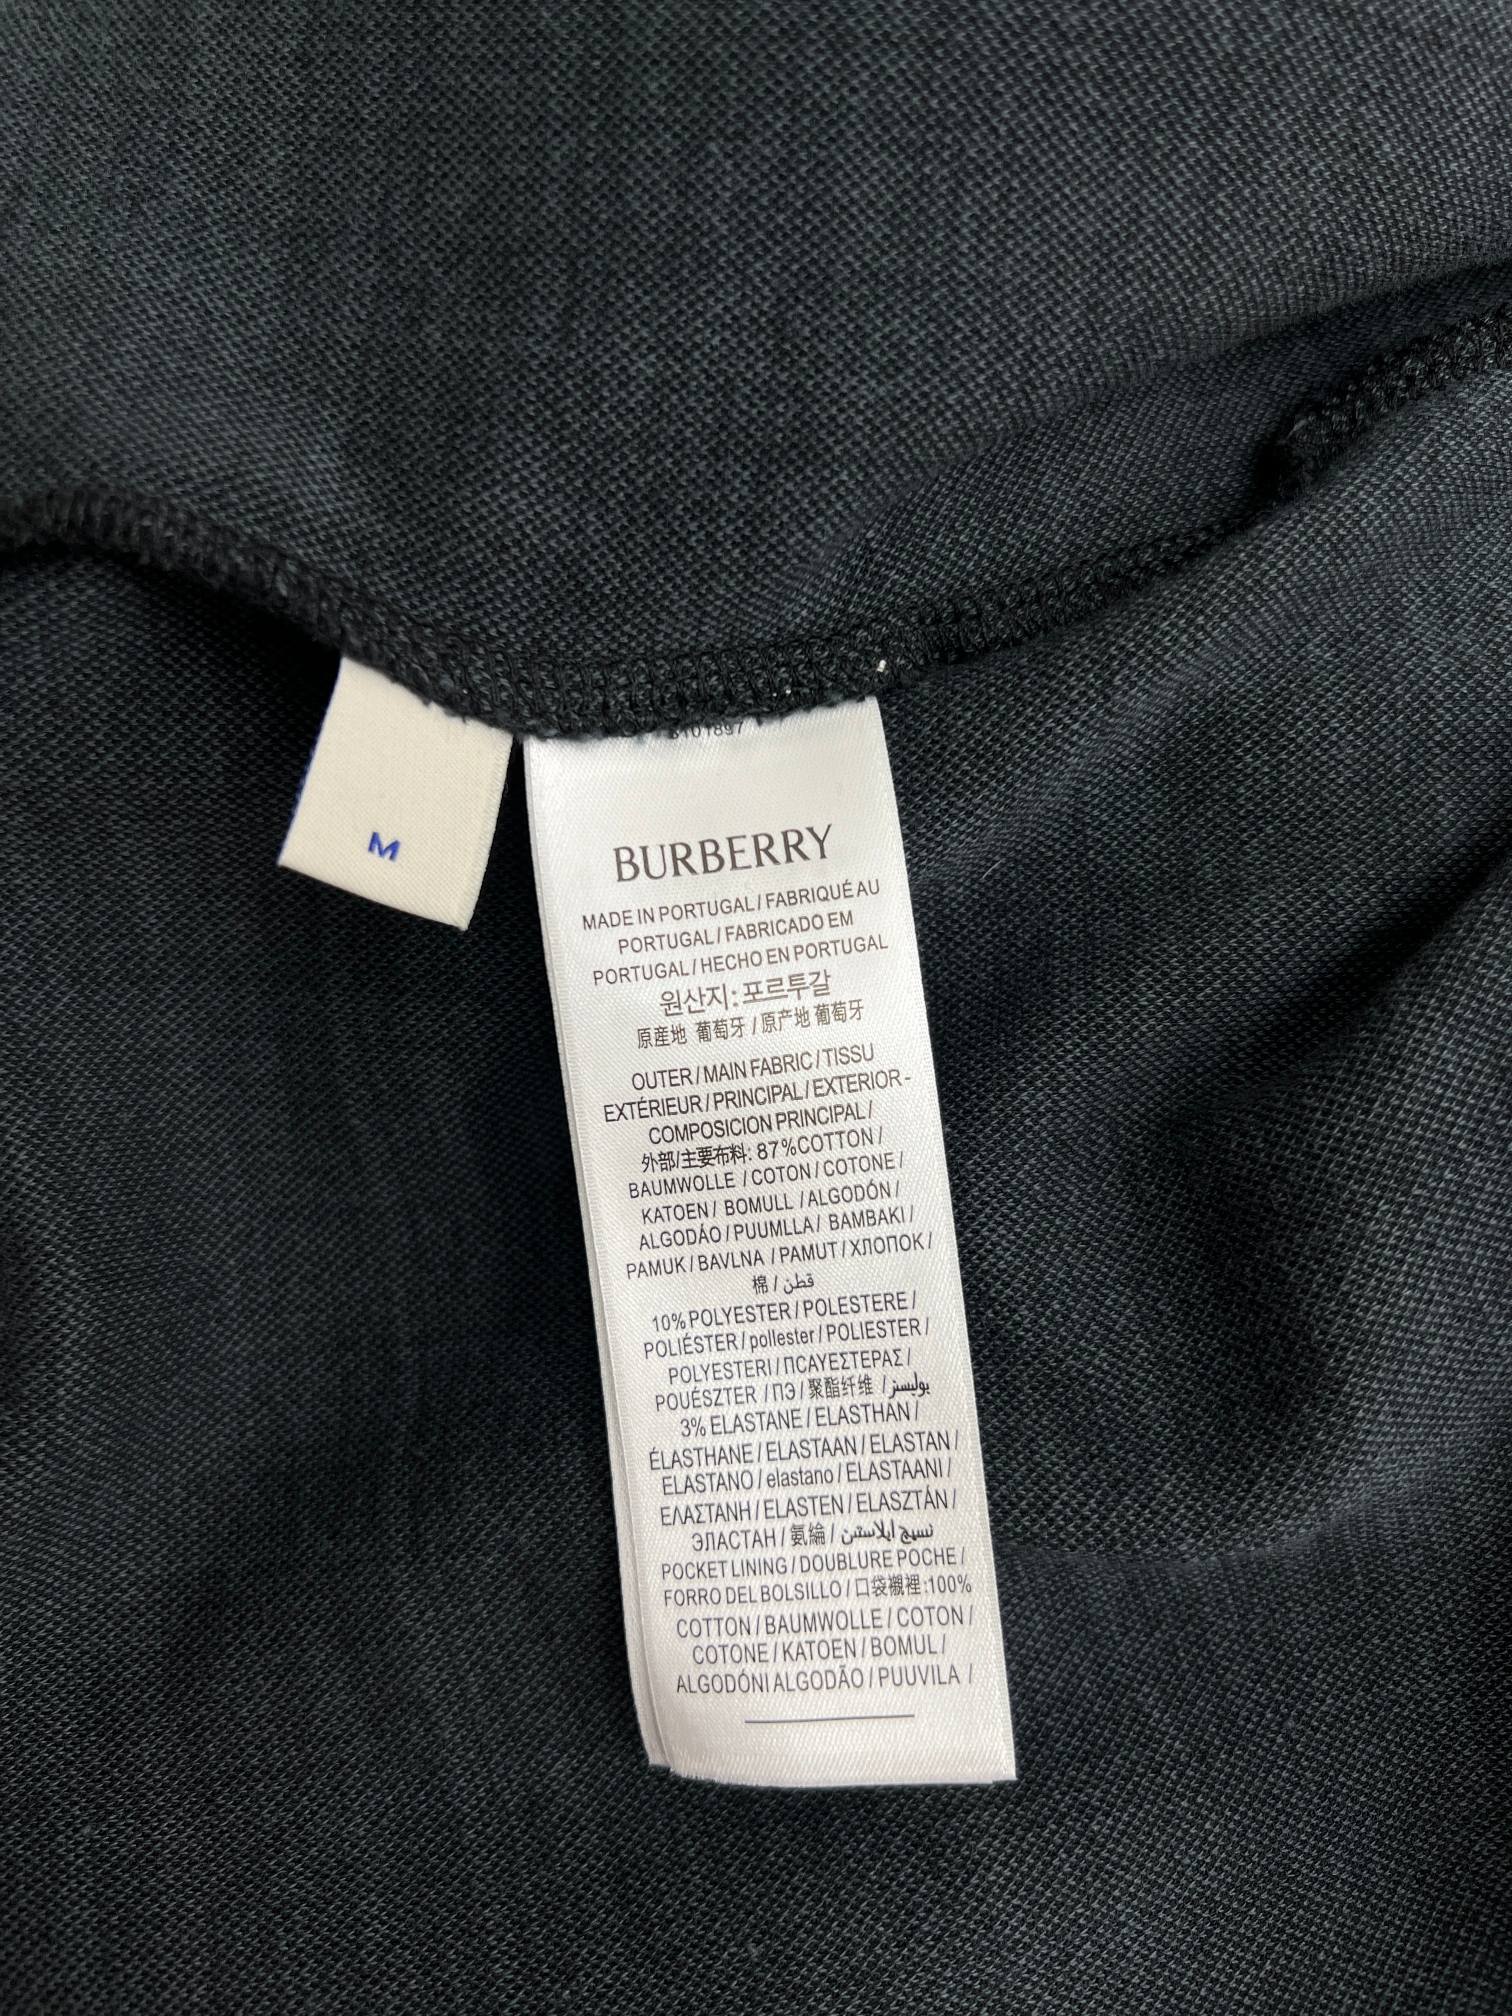 M
BURBERRY
MADE IN PORTUGAL / FABRIQUÉ AU
PORTUGAL / FABRICADO EM
PORTUGAL / HECHO EN PORTUGAL
원산지: 포르투갈
原産地 葡萄牙 / 原产地 葡萄牙
OUTER / MAIN FABRIC / TISSU
EXTÉRIEUR / PRINCIPAL / EXTERIOR -
COMPOSICION PRINCIPAL /
外部/主要布料: 87%COTTON /
BAUMWOLLE / COTON / COTONE /
KATOEN / BOMULL / ALGODÓN /
ALGODÁO / PUUMLLA / BAMBAKI /
PAMUK / BAVLNA / PAMUT / ХЛОПОК /
棉 / قطن
10% POLYESTER / POLESTERE /
POLIÉSTER / pollester / POLIESTER /
POLYESTERI / ПCAYEΣTEPAΣ /
POUÉSZTER / ПЭ / 聚酯纤维 / بوليستر
3% ELASTANE / ELASTHAN /
ÉLASTHANE / ELASTAAN / ELASTAN /
ELASTANO / elastano / ELASTAANI /
ΕΛΑΣΤΑΝΗ / ELASTEN / ELASZTÁN /
ЭЛАСТАН / 氨綸 / نسيج ايلاستن
POCKET LINING / DOUBLURE POCHE /
FORRO DEL BOLSILLO / 口袋襯裡:100%
COTTON / BAUMWOLLE / COTON /
COTONE / KATOEN / BOMUL /
ALGODÓNI ALGODÃO / PUUVILA /